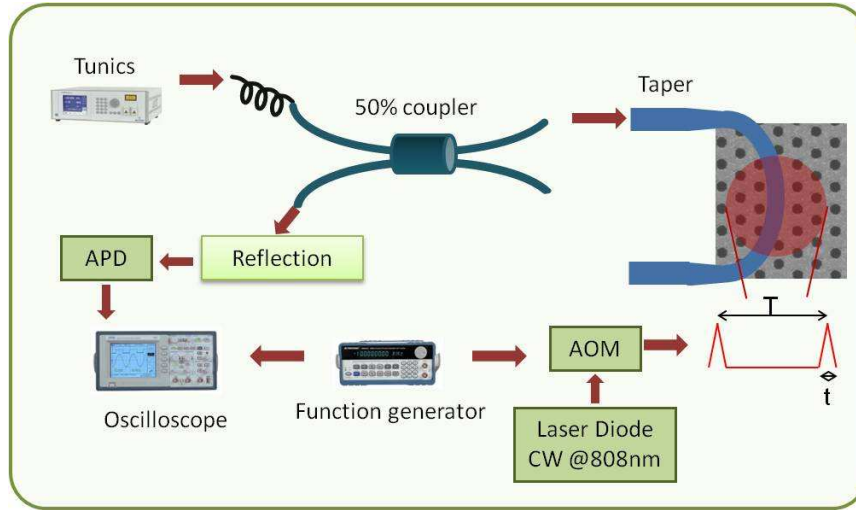 Tunics
50% coupler
Taper
APD
Reflection
T
AOM
t
Oscilloscope
Function generator
Laser Diode
CW @808nm